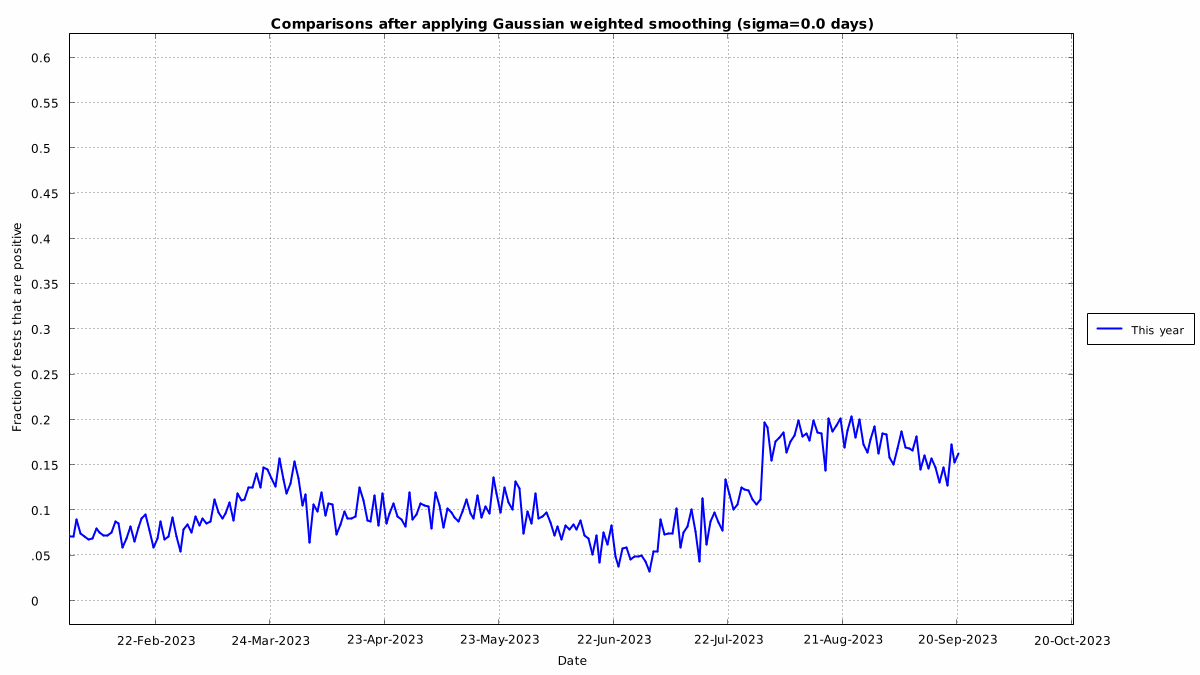 Comparisons after applying Gaussian weighted smoothing (sigma=0.0 days)
0.6
0.55
0.5
0.45
0.4
0.35
0.3
0.25
0.2
0.15
0.1
.05
0
Fraction of tests that are positive
This year
22-Feb-2023 24-Mar-2023 23-Apr-2023 23-May-2023 22-Jun-2023 22-Jul-2023 21-Aug-2023 20-Sep-2023 20-Oct-2023
Date